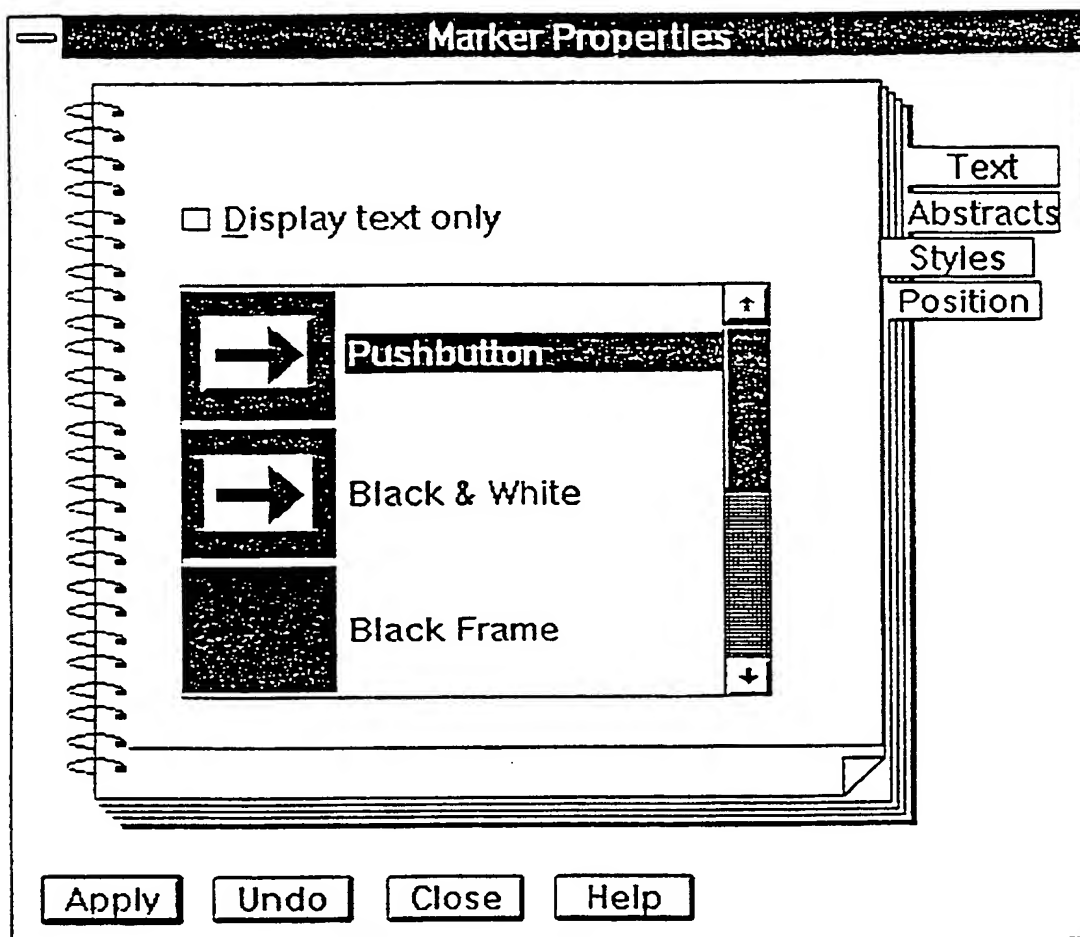 Marker Properties
Display text only
Pushbutton
Black & White
Black Frame
Text
Abstracts
Styles
Position
Apply
Undo
Close
Help